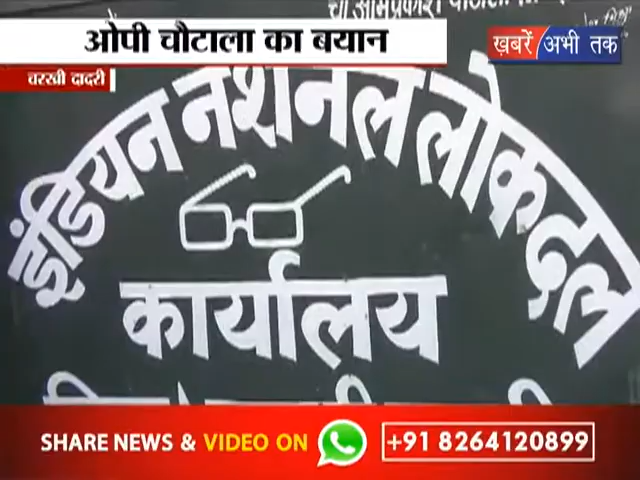 ओपी चौटाला का बयान
ख़बरें अभी तक
चरखी दादरी
इंडियन नेशनल लोकदल
कार्यालय
SHARE NEWS & VIDEO ON +91 8264120899